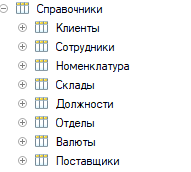 Справочники
Клиенты
Сотрудники
Номенклатура
Склады
Должности
Отделы
Валюты
Поставщики